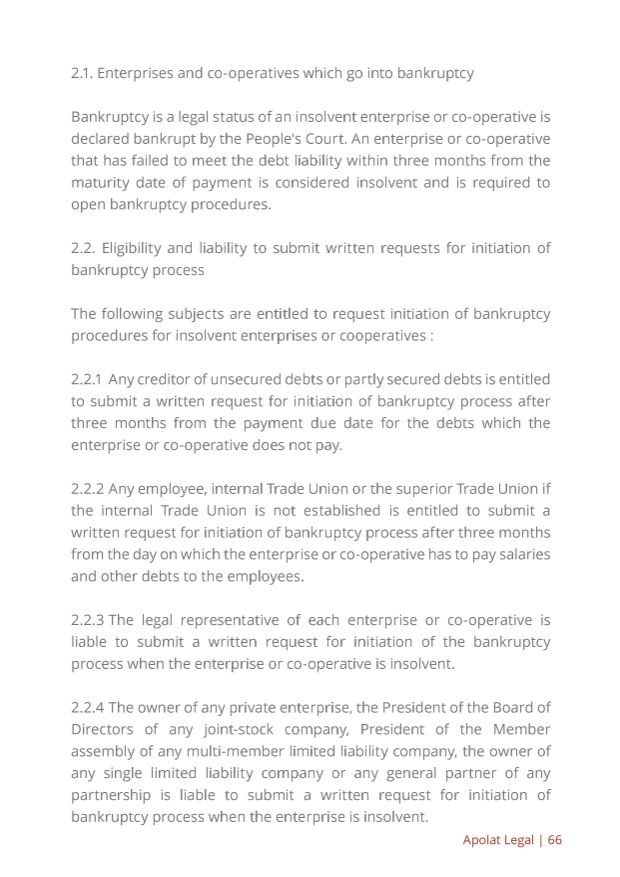 2.1. Enterprises and co-operatives which go into bankruptcy
Bankruptcy is a legal status of an insolvent enterprise or co-operative is
declared bankrupt by the People's Court. An enterprise or co-operative
that has failed to meet the debt liability within three months from the
maturity date of payment is considered insolvent and is required to
open bankruptcy procedures.
2.2. Eligibility and liability to submit written requests for initiation of
bankruptcy process
The following subjects are entitled to request initiation of bankruptcy
procedures for insolvent enterprises or cooperatives :
2.2.1 Any creditor of unsecured debts or partly secured debts is entitled
to submit a written request for initiation of bankruptcy process after
three months from the payment due date for the debts which the
enterprise or co-operative does not pay.
2.2.2 Any employee, internal Trade Union or the superior Trade Union if
the internal Trade Union is not established is entitled to submit a
written request for initiation of bankruptcy process after three months
from the day on which the enterprise or co-operative has to pay salaries
and other debts to the employees.
2.2.3 The legal representative of each enterprise or co-operative is
liable to submit a written request for initiation of the bankruptcy
process when the enterprise or co-operative is insolvent.
2.2.4 The owner of any private enterprise, the President of the Board of
Directors of any joint-stock company, President of the Member
assembly of any multi-member limited liability company, the owner of
any single limited liability company or any general partner of any
partnership is liable to submit a written request for initiation of
bankruptcy process when the enterprise is insolvent.
Apolat Legal | 66